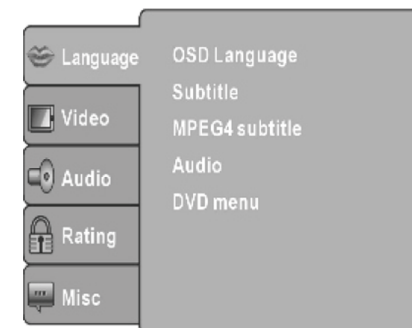 Language
Video
Audio
Rating
Misc
OSD Language
Subtitle
MPEG4 subtitle
Audio
DVD menu